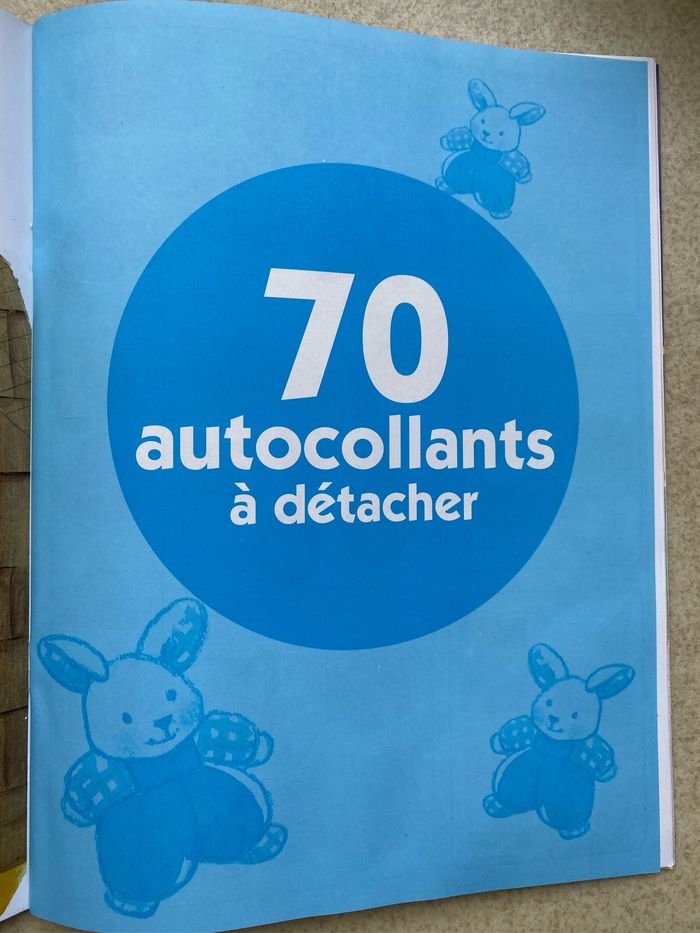 70
autocollants
à détacher